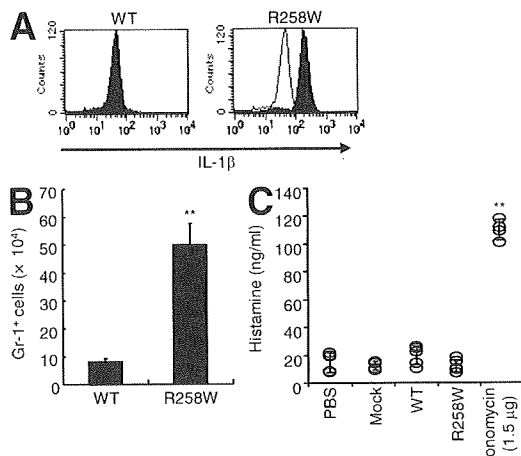 A
WT
R258W
Counts
120
0
10⁰ 10¹ 10² 10³ 10⁴
Counts
120
0
10⁰ 10¹ 10² 10³ 10⁴
IL-1β
B
Gr-1⁺ cells (× 10⁴)
70
60
50
40
30
20
10
**
WT
R258W
C
Histamine (ng/ml)
140
120
100
80
60
40
20
0
**
PBS
Mock
WT
R258W
onomycin
(1.5 µg)